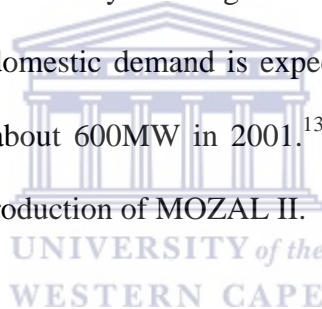 domestic demand is expec
about 600MW in 2001.13
roduction of MOZAL II.
UNIVERSITY of the
WESTERN CAPE